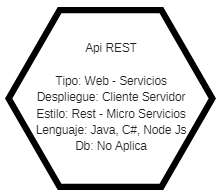 Api REST
Tipo: Web - Servicios
Despliegue: Cliente Servidor
Estilo: Rest - Micro Servicios
Lenguaje: Java, C#, Node Js
Db: No Aplica